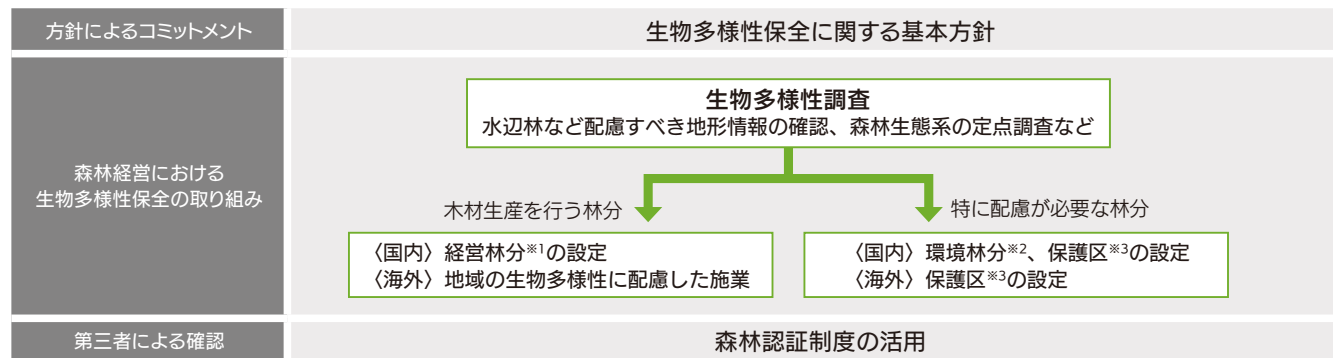 方針によるコミットメント
生物多様性保全に関する基本方針
森林経営における
生物多様性保全の取り組み
生物多様性調査
水辺林など配慮すべき地形情報の確認、森林生態系の定点調査など
木材生産を行う林分
特に配慮が必要な林分
〈国内〉経営林分※1の設定
〈海外〉地域の生物多様性に配慮した施業
〈国内〉環境林分※2、保護区※3の設定
〈海外〉保護区※3の設定
第三者による確認
森林認証制度の活用